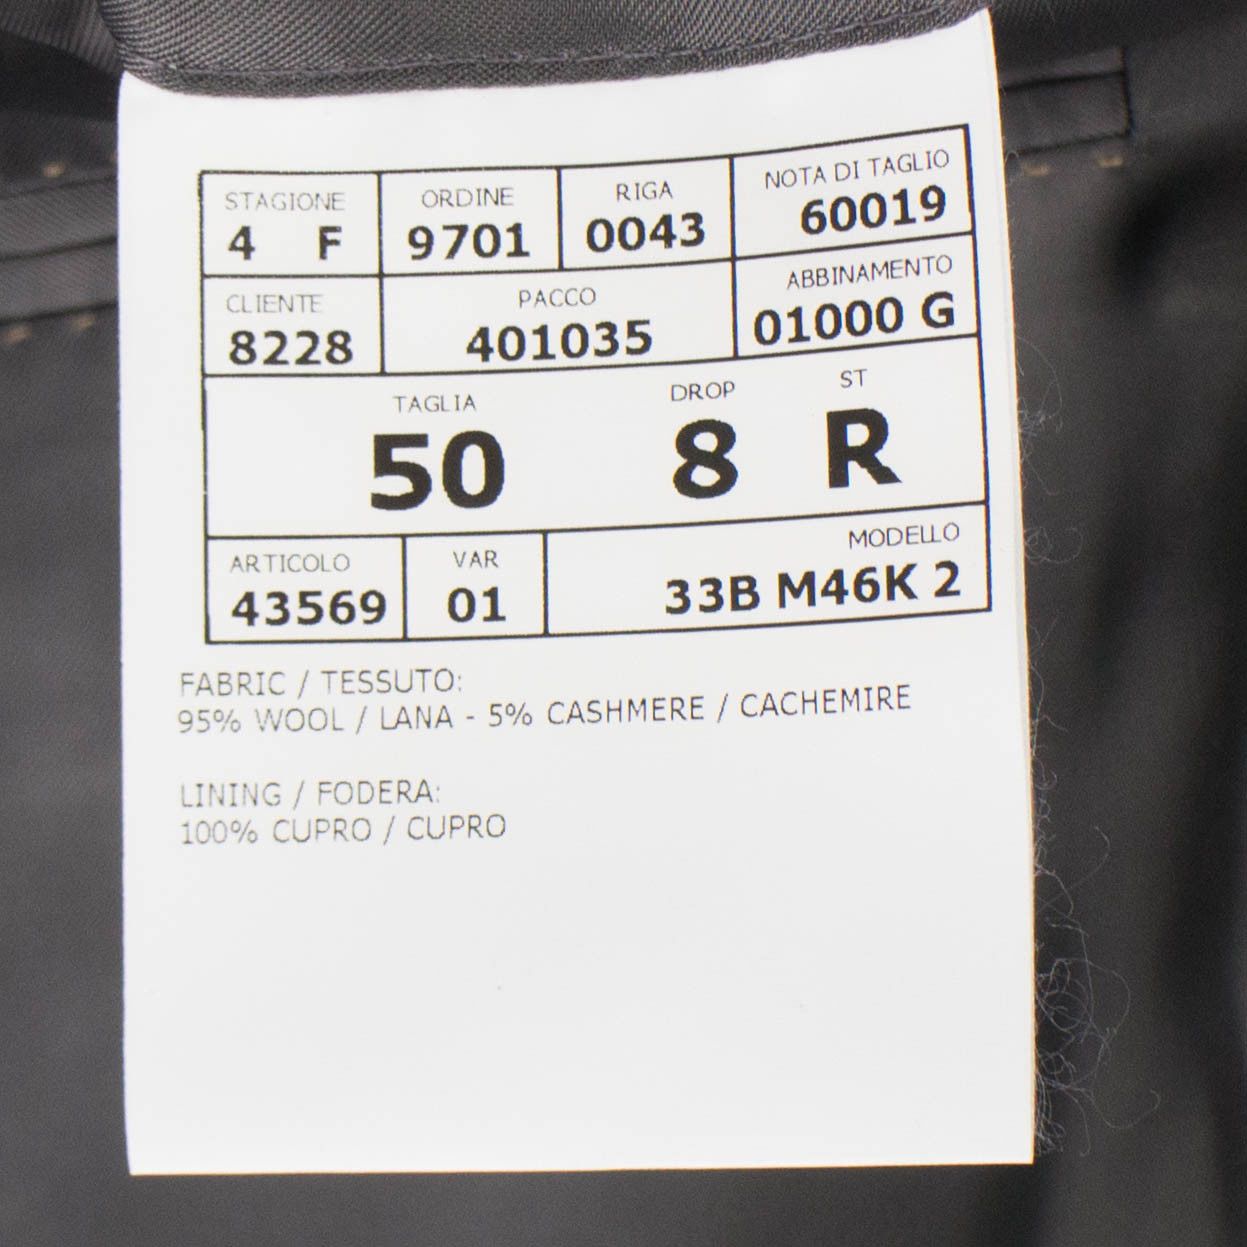 STAGIONE ORDINE RIGA NOTA DI TAGLIO
4 F 9701 0043 60019
CLIENTE PACCO ABBINAMENTO
8228 401035 01000 G
TAGLIA DROP ST
50 8 R
ARTICOLO VAR MODELLO
43569 01 33B M46K 2
FABRIC / TESSUTO:
95% WOOL / LANA - 5% CASHMERE / CACHEMIRE
LINING / FODERA:
100% CUPRO / CUPRO